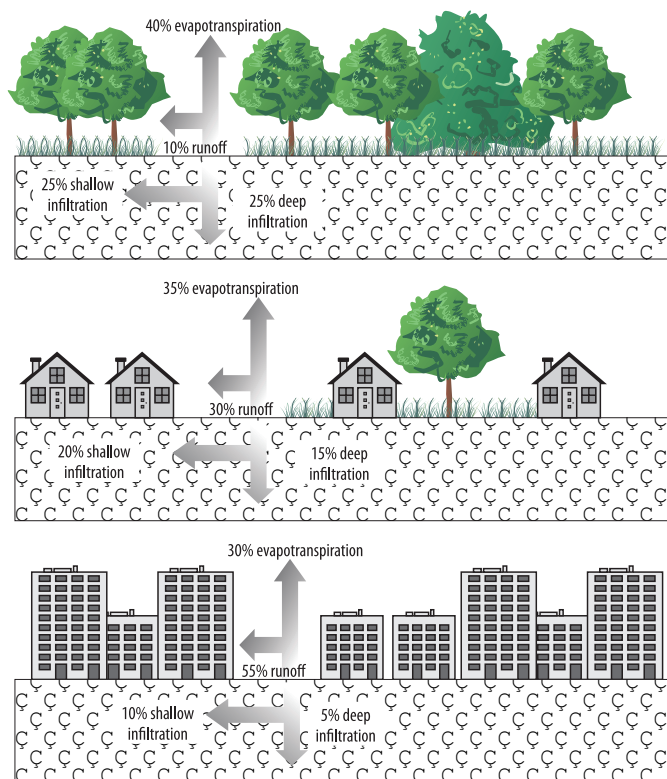 40% evapotranspiration
10% runoff
25% shallow
infiltration
25% deep
infiltration
35% evapotranspiration
30% runoff
20% shallow
infiltration
15% deep
infiltration
30% evapotranspiration
55% runoff
10% shallow
infiltration
5% deep
infiltration